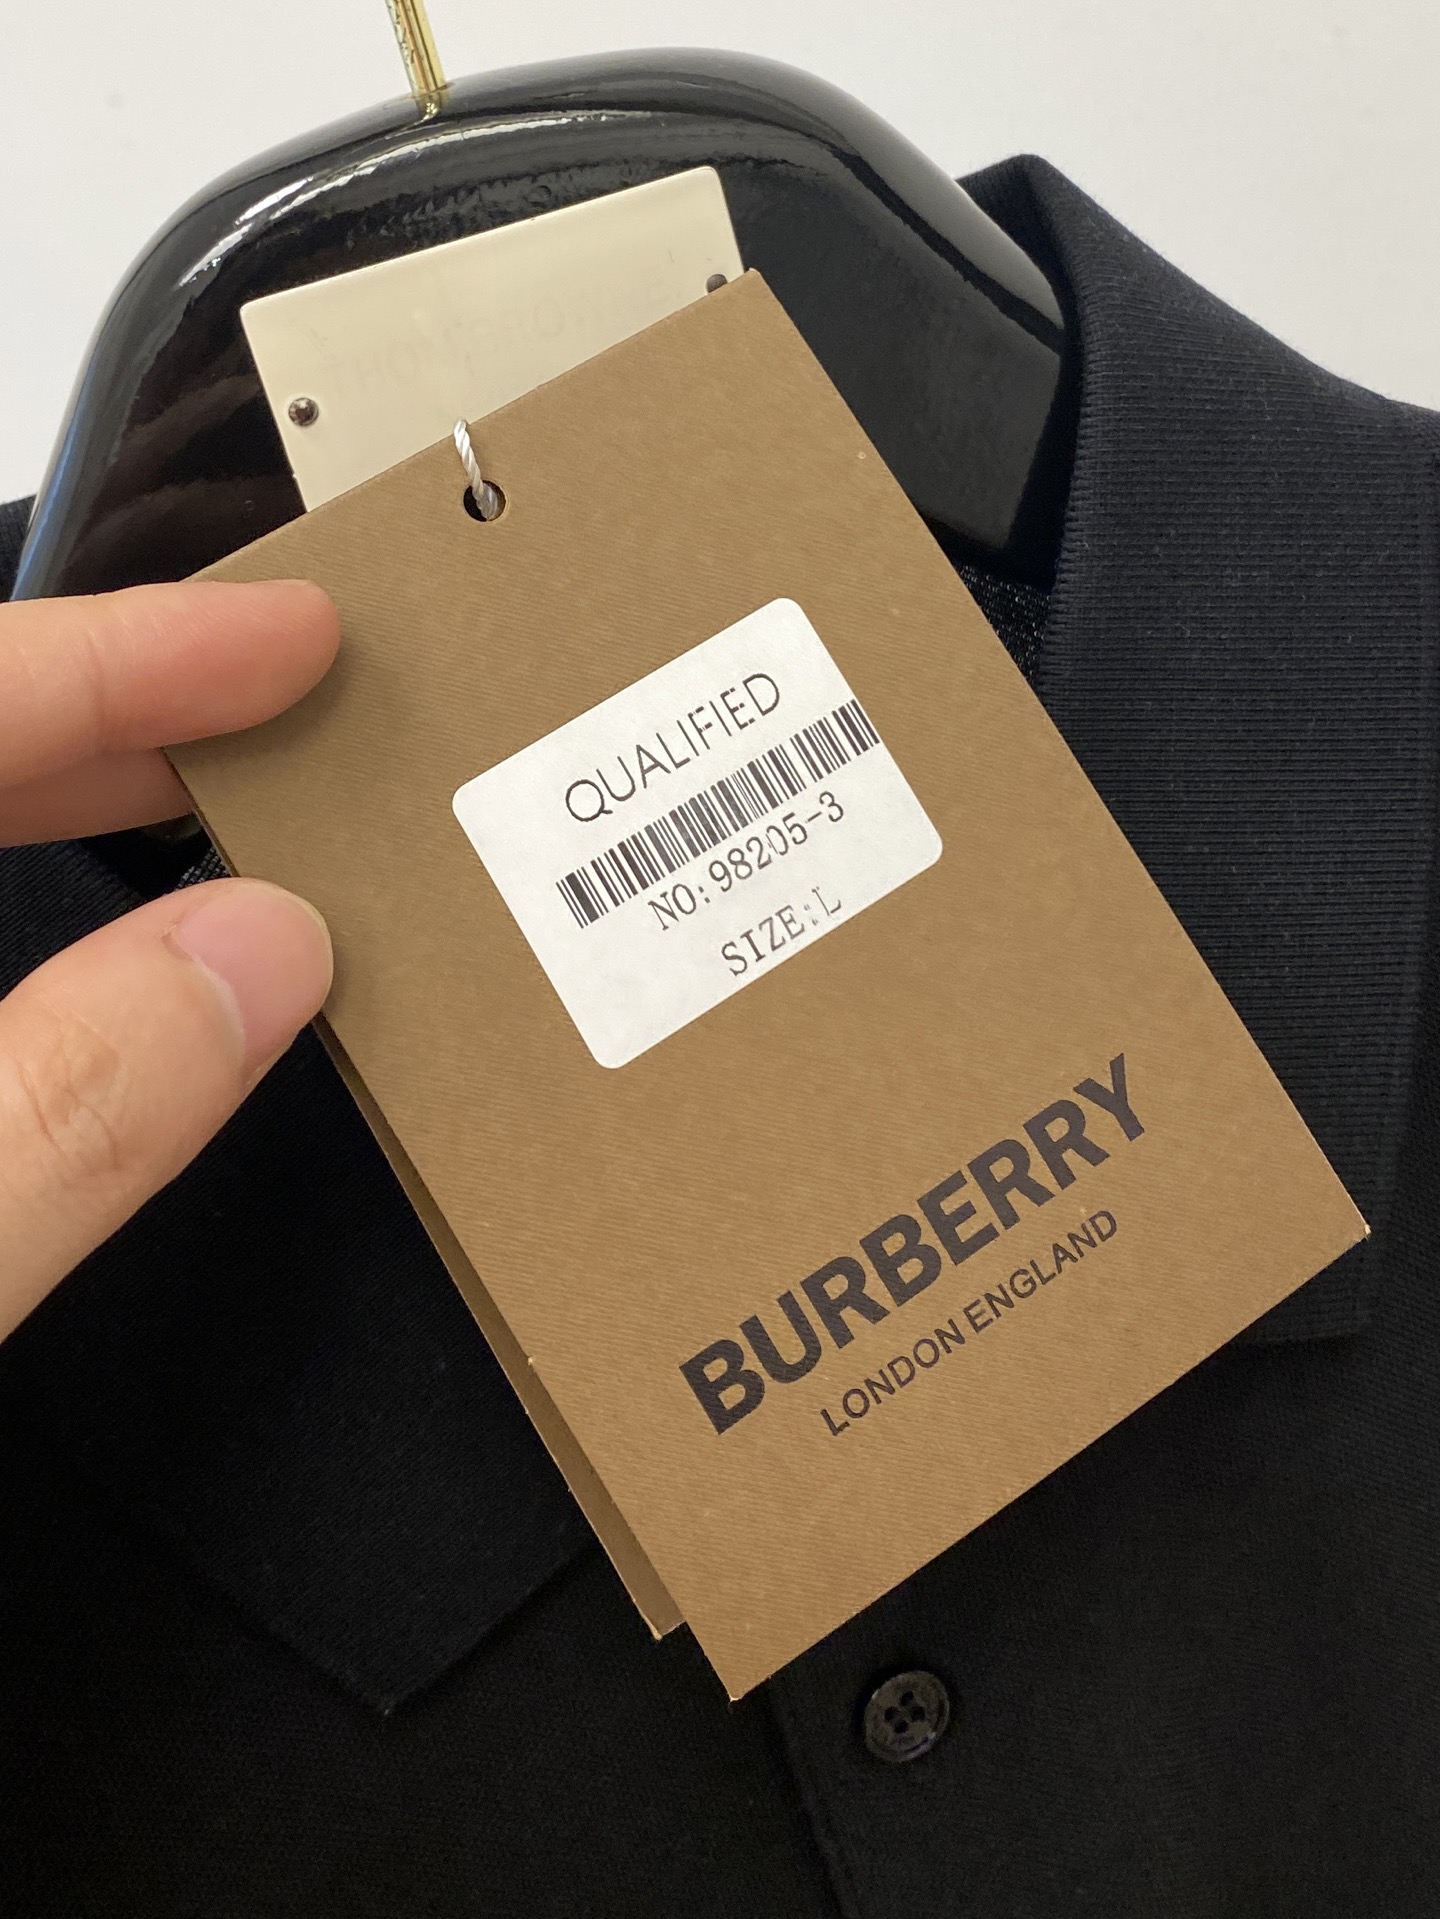 QUALIFIED
NO:98205-3
SIZE:L
BURBERRY
LONDON ENGLAND